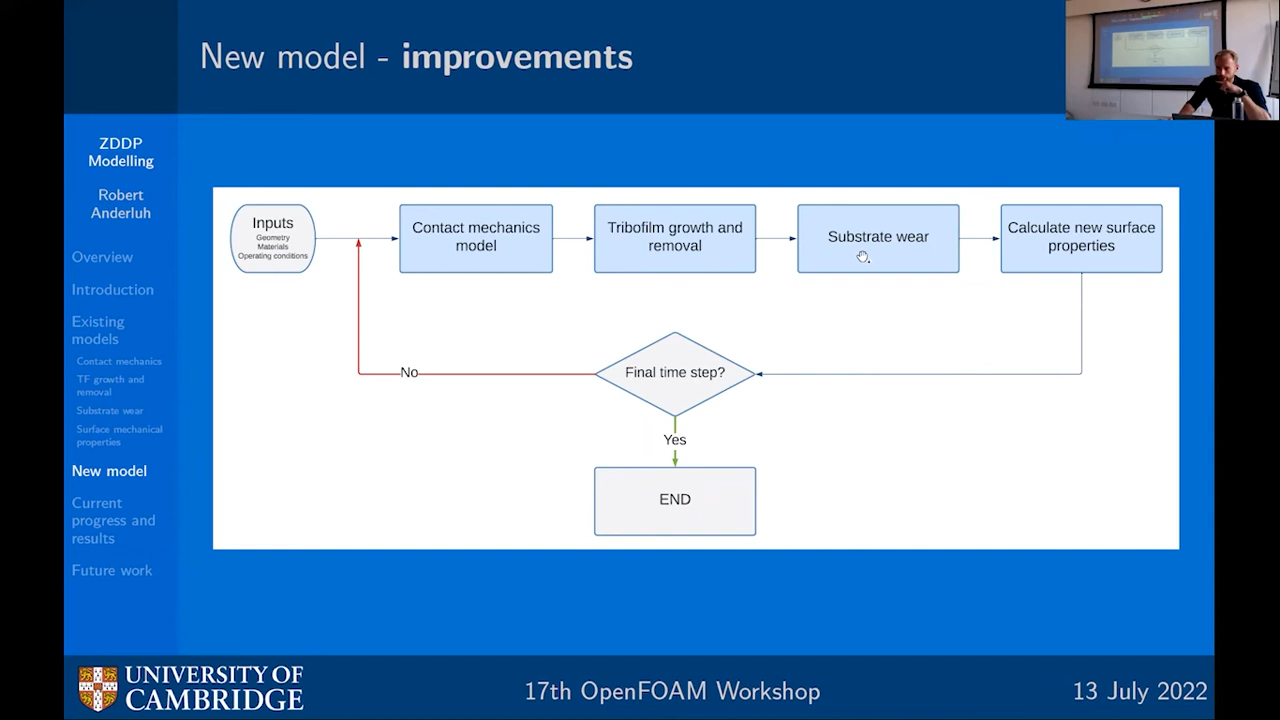 New model - improvements
ZDDP
Modelling
Robert
Anderluh
Overview
Introduction
Existing
models
Contact mechanics
TF growth and
removal
Substrate wear
Surface mechanical
properties
New model
Current
progress and
results
Future work
Inputs
Geometry
Materials
Operating conditions
Contact mechanics
model
Tribofilm growth and
removal
Substrate wear
Calculate new surface
properties
Final time step?
No
Yes
END
UNIVERSITY OF
CAMBRIDGE
17th OpenFOAM Workshop
13 July 2022